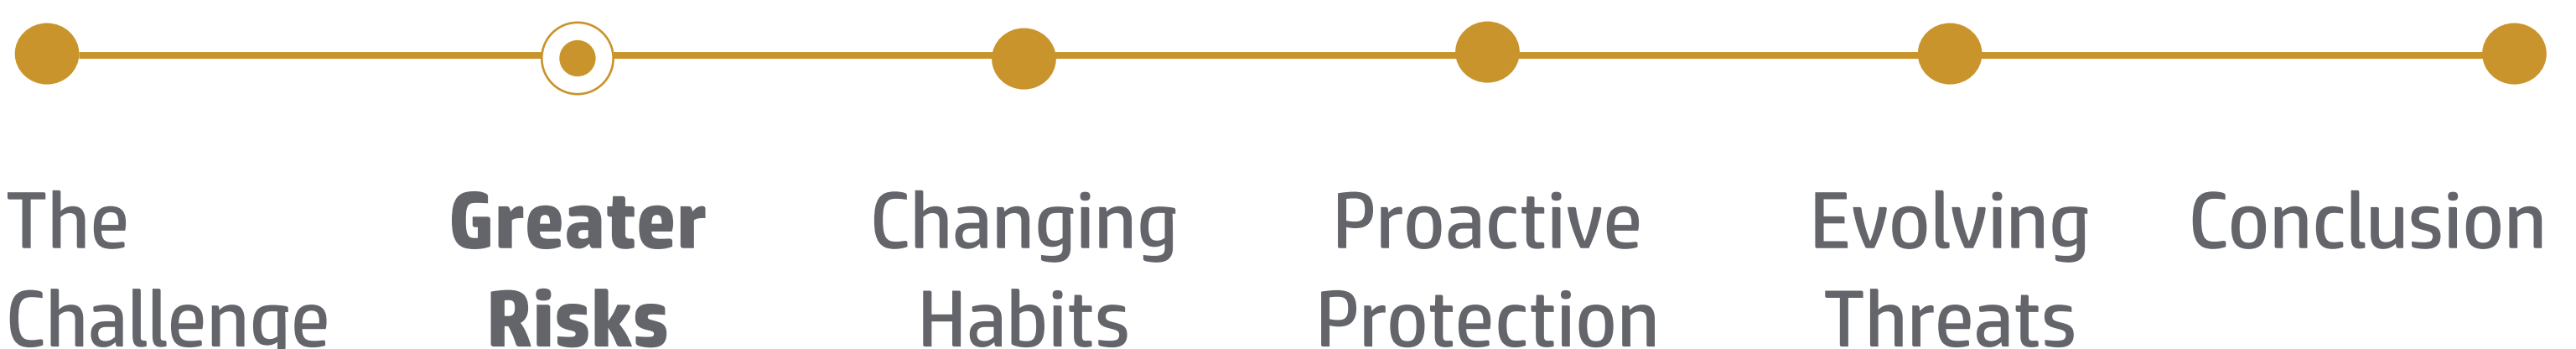 The
Challenge
Greater
Risks
Changing
Habits
Proactive
Protection
Evolving
Threats
Conclusion